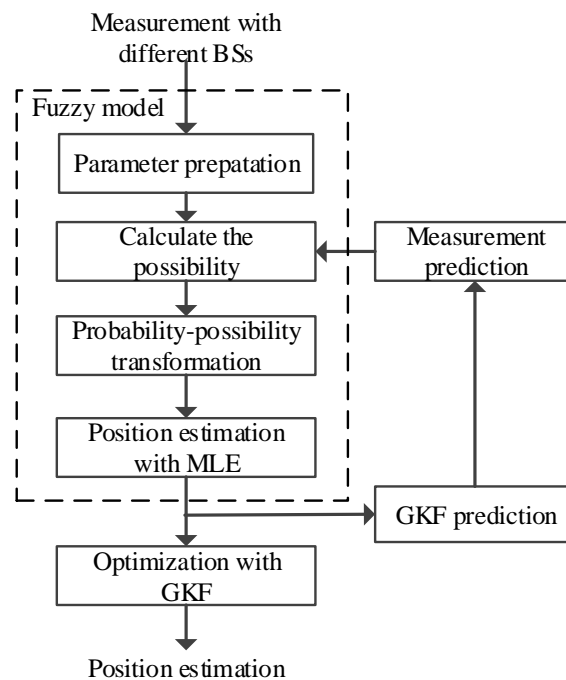 Measurement with
different BSs
Fuzzy model
Parameter prepatation
Calculate the
possibility
Measurement
prediction
Probability-possibility
transformation
Position estimation
with MLE
GKF prediction
Optimization with
GKF
Position estimation